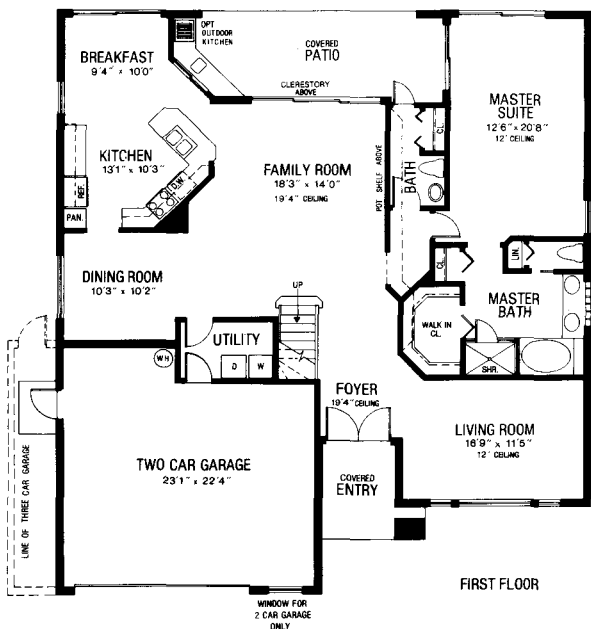 OPT
OUTDOOR
KITCHEN
BREAKFAST
9'4" x 10'0"
COVERED
PATIO
CLERESTORY
ABOVE
MASTER
SUITE
12'6" x 20'8"
12' CEILING
CL.
KITCHEN
13'1" x 10'3"
D.W.
REF.
PAN.
FAMILY ROOM
18'3" x 14'0"
19'4" CEILING
POT SHELF ABOVE
BATH
DINING ROOM
10'3" x 10'2"
CL.
LIN.
MASTER
BATH
WALK IN
CL.
SHR.
UP
UTILITY
D
W
WH
FOYER
19'4" CEILING
LIVING ROOM
16'9" x 11'5"
12' CEILING
TWO CAR GARAGE
23'1" x 22'4"
COVERED
ENTRY
LINE OF THREE CAR GARAGE
FIRST FLOOR
WINDOW FOR
2 CAR GARAGE
ONLY